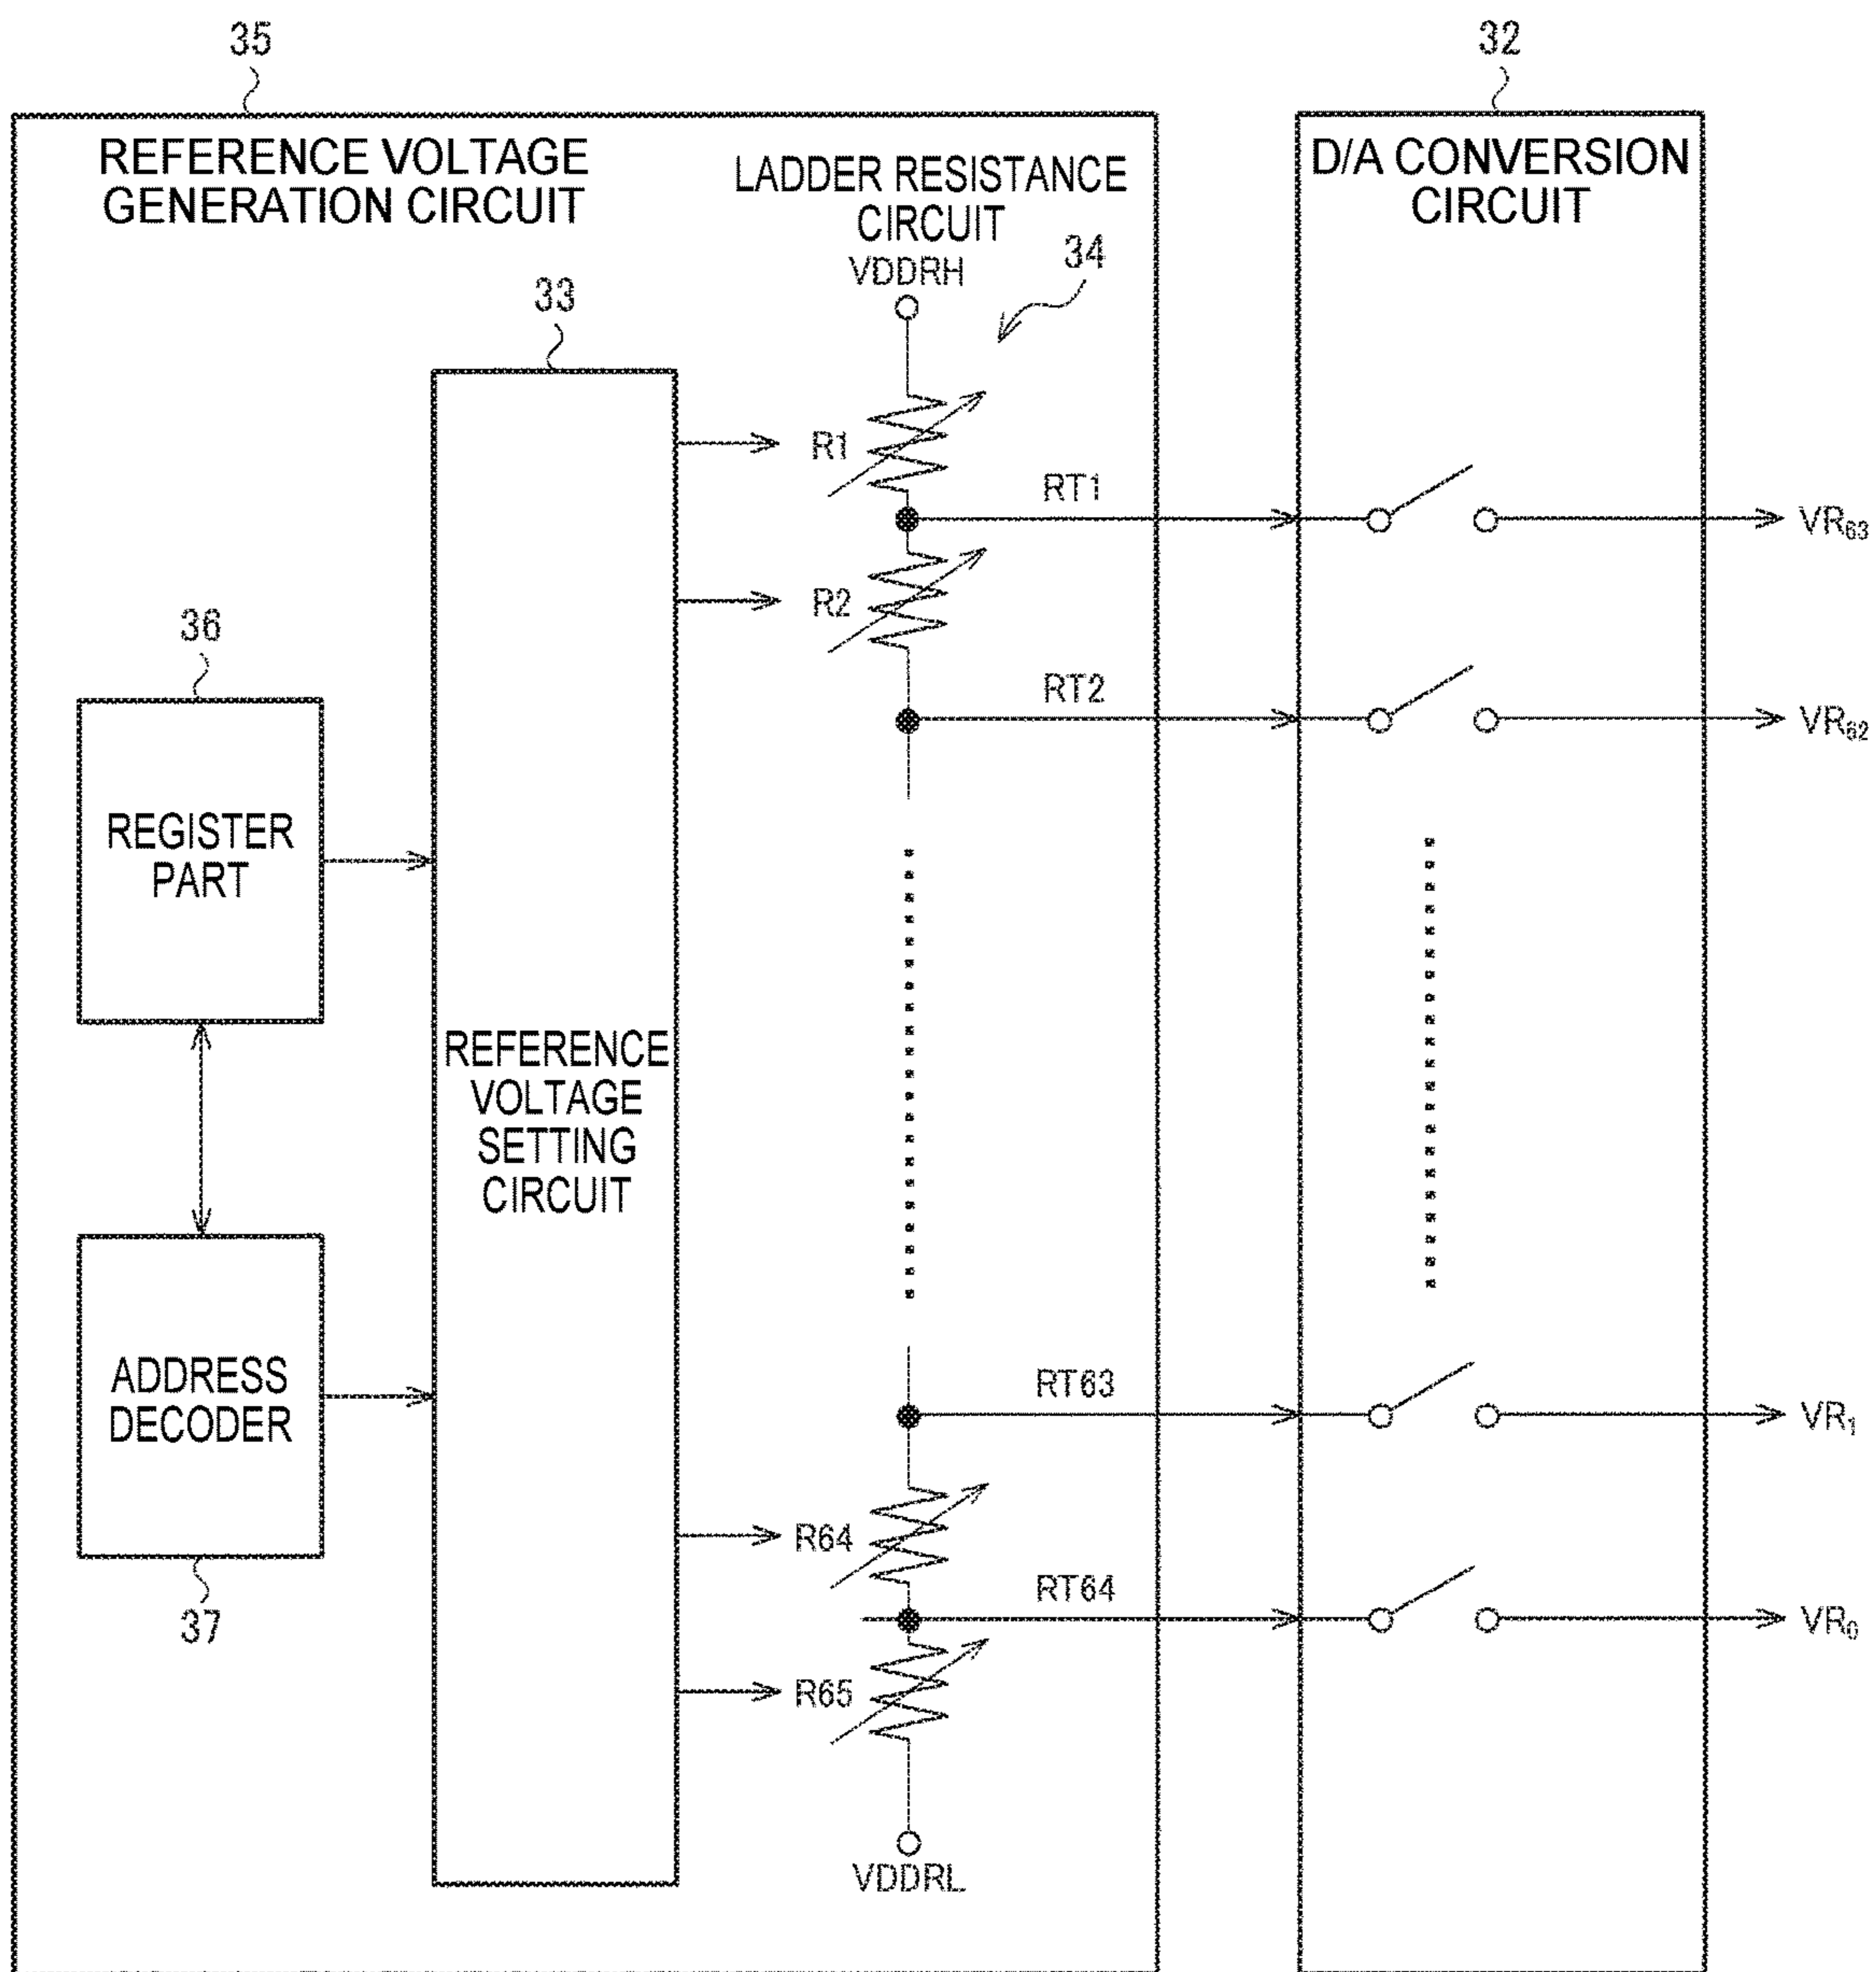 35
32
REFERENCE VOLTAGE
GENERATION CIRCUIT
LADDER RESISTANCE
CIRCUIT
D/A CONVERSION
CIRCUIT
VDDRH
34
33
R1
RT1
VR63
R2
36
RT2
VR62
REGISTER
PART
REFERENCE
VOLTAGE
SETTING
CIRCUIT
ADDRESS
DECODER
RT63
VR1
R64
RT64
VR0
37
R65
VDDRL